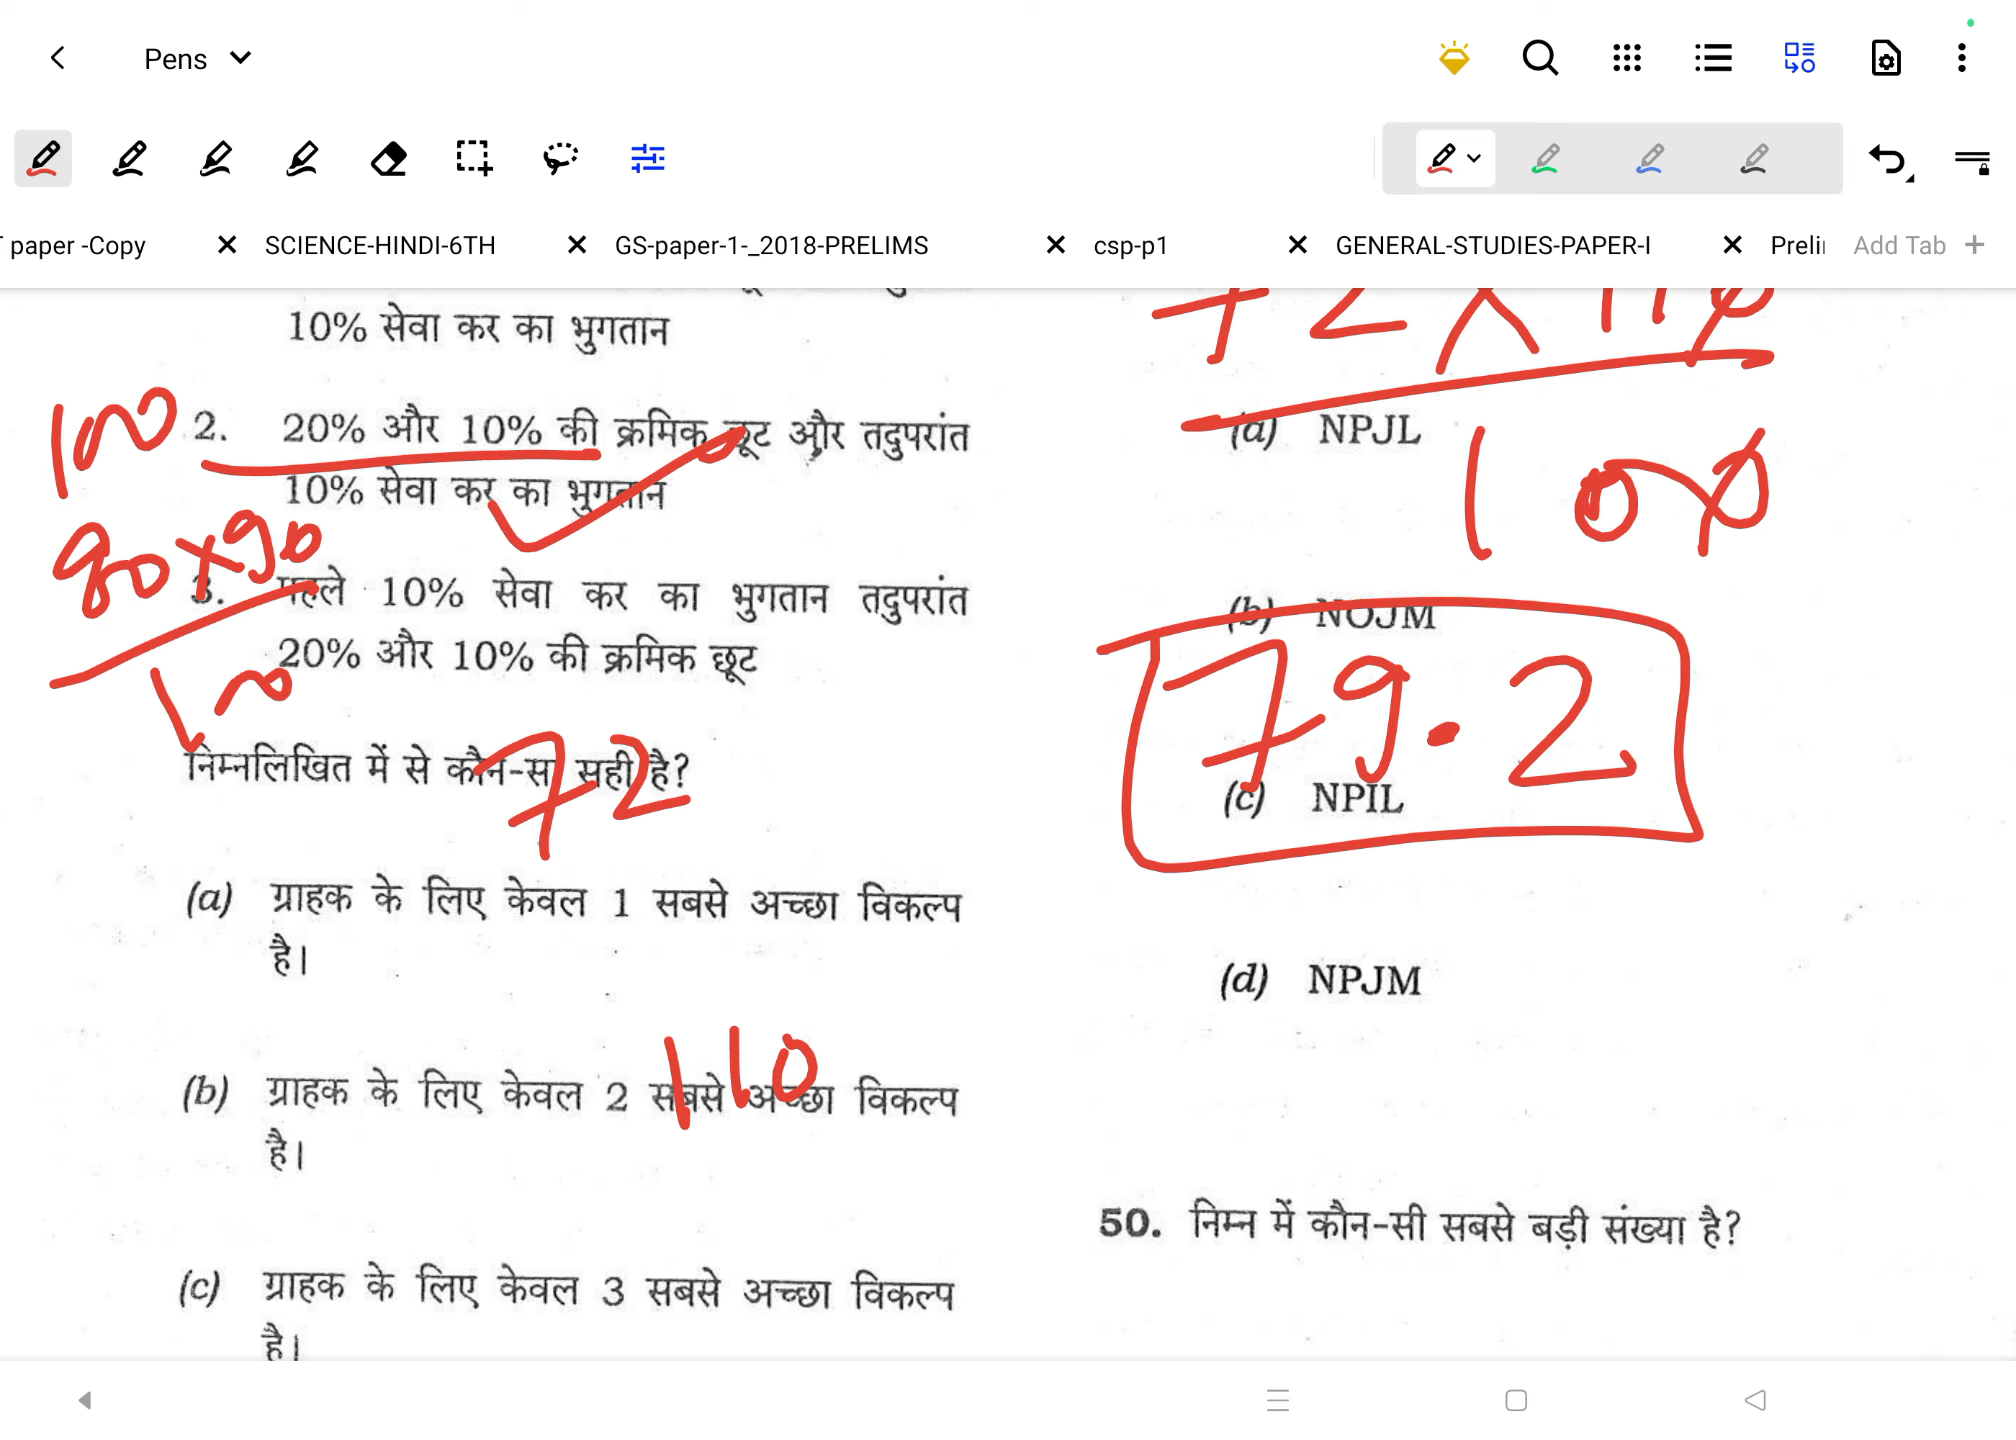 Pens
paper -Copy
SCIENCE-HINDI-6TH
GS-paper-1-_2018-PRELIMS
csp-p1
GENERAL-STUDIES-PAPER-I
Add Tab +
10% सेवा कर का भुगतान
100
2. 20% और 10% की क्रमिक छूट और तदुपरांत
10% सेवा कर का भुगतान
80×90
100
3. पहले 10% सेवा कर का भुगतान तदुपरांत
20% और 10% की क्रमिक छूट
निम्नलिखित में से कौन-सा सही है?
72
(a) ग्राहक के लिए केवल 1 सबसे अच्छा विकल्प
है।
110
(b) ग्राहक के लिए केवल 2 सबसे अच्छा विकल्प
है।
(c) ग्राहक के लिए केवल 3 सबसे अच्छा विकल्प
है।
72×110
(a) NPJL
100
(b) NOJM
79.2
(c) NPIL
(d) NPJM
50. निम्न में कौन-सी सबसे बड़ी संख्या है?